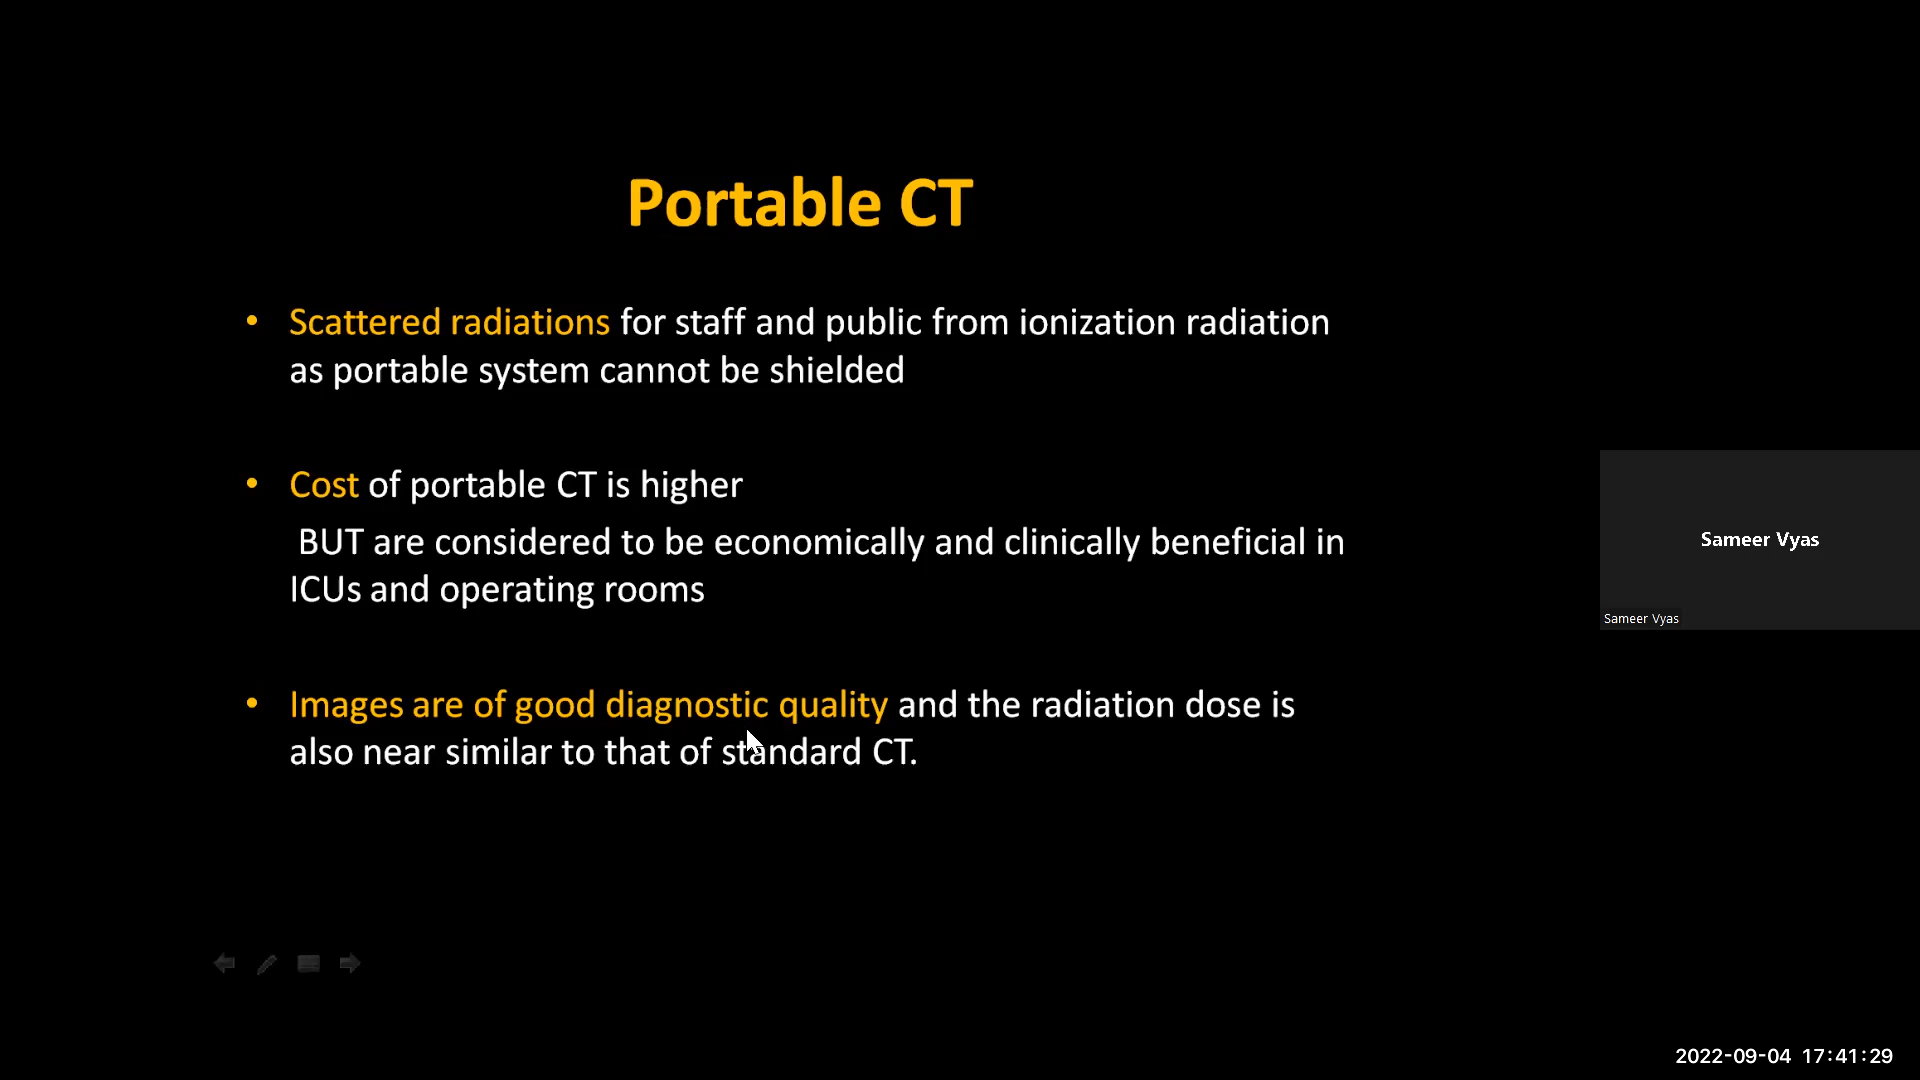 Portable CT
• Scattered radiations for staff and public from ionization radiation
as portable system cannot be shielded
• Cost of portable CT is higher
BUT are considered to be economically and clinically beneficial in
ICUs and operating rooms
• Images are of good diagnostic quality and the radiation dose is
also near similar to that of standard CT.
Sameer Vyas
Sameer Vyas
2022-09-04 17:41:29